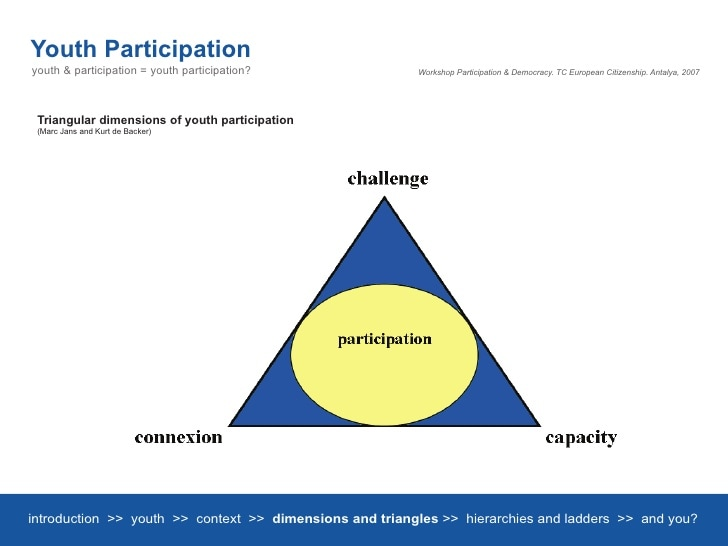 Youth Participation
youth & participation = youth participation?
Workshop Participation & Democracy. TC European Citizenship. Antalya, 2007
Triangular dimensions of youth participation
(Marc Jans and Kurt de Backer)
challenge
participation
connexion
capacity
introduction >> youth >> context >> dimensions and triangles >> hierarchies and ladders >> and you?